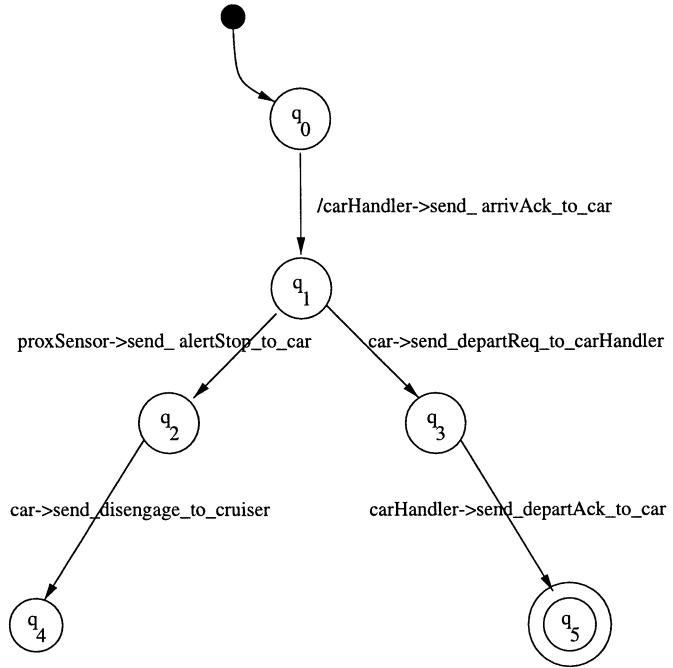 q0
/carHandler->send_ arrivAck_to_car
q1
proxSensor->send_ alertStop_to_car
car->send_departReq_to_carHandler
q2
q3
car->send_disengage_to_cruiser
carHandler->send_departAck_to_car
q4
q5